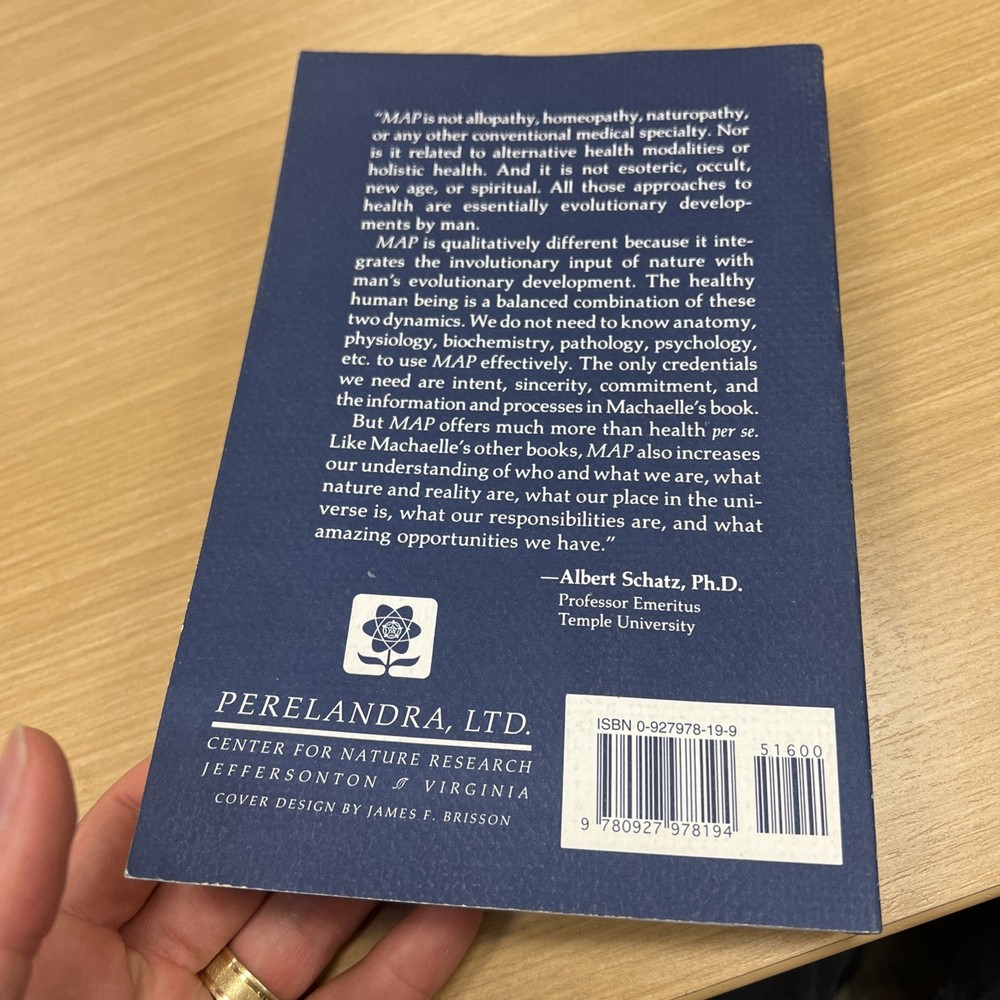 "MAP is not allopathy, homeopathy, naturopathy,
or any other conventional medical specialty. Nor
is it related to alternative health modalities or
holistic health. And it is not esoteric, occult,
new age, or spiritual. All those approaches to
health are essentially evolutionary develop-
ments by man.
MAP is qualitatively different because it inte-
grates the involutionary input of nature with
man's evolutionary development. The healthy
human being is a balanced combination of these
two dynamics. We do not need to know anatomy,
physiology, biochemistry, pathology, psychology,
etc. to use MAP effectively. The only credentials
we need are intent, sincerity, commitment, and
the information and processes in Machaelle's book.
But MAP offers much more than health per se.
Like Machaelle's other books, MAP also increases
our understanding of who and what we are, what
nature and reality are, what our place in the uni-
verse is, what our responsibilities are, and what
amazing opportunities we have."
—Albert Schatz, Ph.D.
Professor Emeritus
Temple University
PERELANDRA, LTD.
CENTER FOR NATURE RESEARCH
JEFFERSONTON VIRGINIA
COVER DESIGN BY JAMES F. BRISSON
ISBN 0-927978-19-9
51600
9 780927 978194